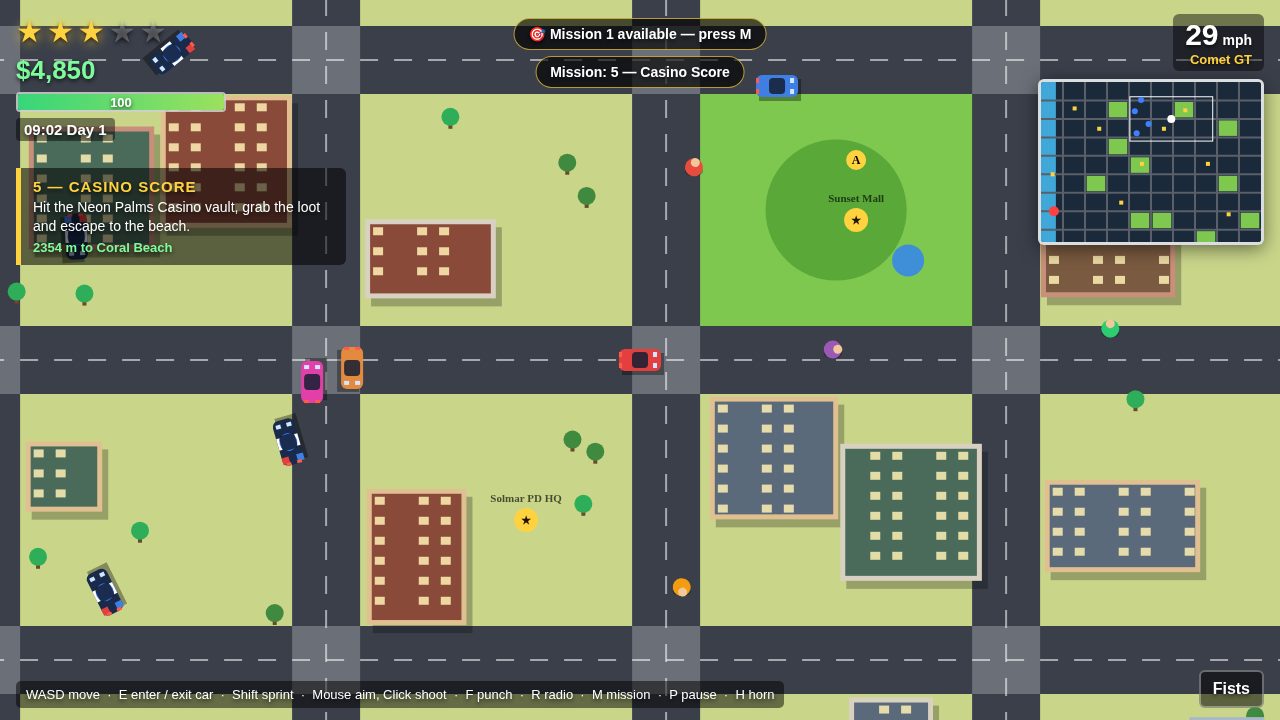 🎯 Mission 1 available — press M
Mission: 5 — Casino Score
29 mph
Comet GT
$4,850
100
09:02 Day 1
5 — CASINO SCORE
Hit the Neon Palms Casino vault, grab the loot
and escape to the beach.
2354 m to Coral Beach
A
Sunset Mall
Solmar PD HQ
WASD move · E enter / exit car · Shift sprint · Mouse aim, Click shoot · F punch · R radio · M mission · P pause · H horn
Fists